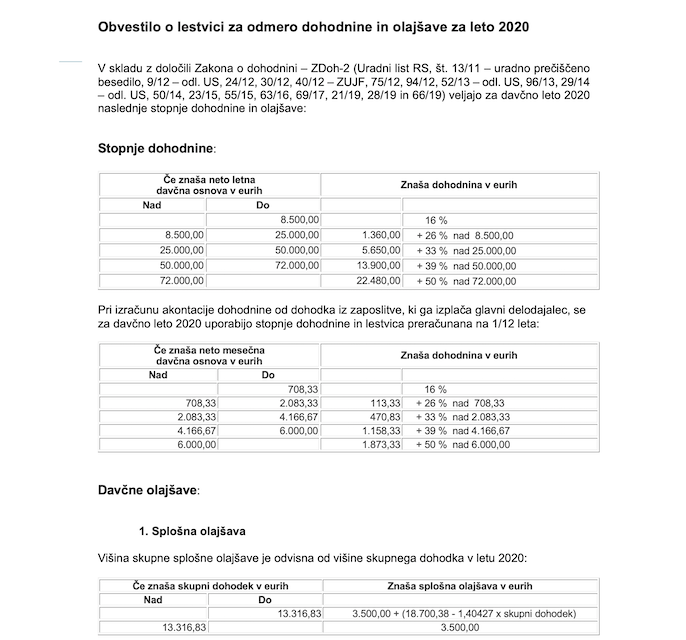 Obvestilo o lestvici za odmero dohodnine in olajšave za leto 2020
V skladu z določili Zakona o dohodnini – ZDoh-2 (Uradni list RS, št. 13/11 – uradno prečiščeno
besedilo, 9/12 – odl. US, 24/12, 30/12, 40/12 – ZUJF, 75/12, 94/12, 52/13 – odl. US, 96/13, 29/14
– odl. US, 50/14, 23/15, 55/15, 63/16, 69/17, 21/19, 28/19 in 66/19) veljajo za davčno leto 2020
naslednje stopnje dohodnine in olajšave:
Stopnje dohodnine:
Če znaša neto letna
davčna osnova v eurih
Znaša dohodnina v eurih
Nad Do
8.500,00 16 %
8.500,00 25.000,00 1.360,00 + 26 % nad 8.500,00
25.000,00 50.000,00 5.650,00 + 33 % nad 25.000,00
50.000,00 72.000,00 13.900,00 + 39 % nad 50.000,00
72.000,00 22.480,00 + 50 % nad 72.000,00
Pri izračunu akontacije dohodnine od dohodka iz zaposlitve, ki ga izplača glavni delodajalec, se
za davčno leto 2020 uporabijo stopnje dohodnine in lestvica preračunana na 1/12 leta:
Če znaša neto mesečna
davčna osnova v eurih
Znaša dohodnina v eurih
Nad Do
708,33 16 %
708,33 2.083,33 113,33 + 26 % nad 708,33
2.083,33 4.166,67 470,83 + 33 % nad 2.083,33
4.166,67 6.000,00 1.158,33 + 39 % nad 4.166,67
6.000,00 1.873,33 + 50 % nad 6.000,00
Davčne olajšave:
1. Splošna olajšava
Višina skupne splošne olajšave je odvisna od višine skupnega dohodka v letu 2020:
Če znaša skupni dohodek v eurih Znaša splošna olajšava v eurih
Nad Do
13.316,83 3.500,00 + (18.700,38 - 1,40427 x skupni dohodek)
13.316,83 3.500,00